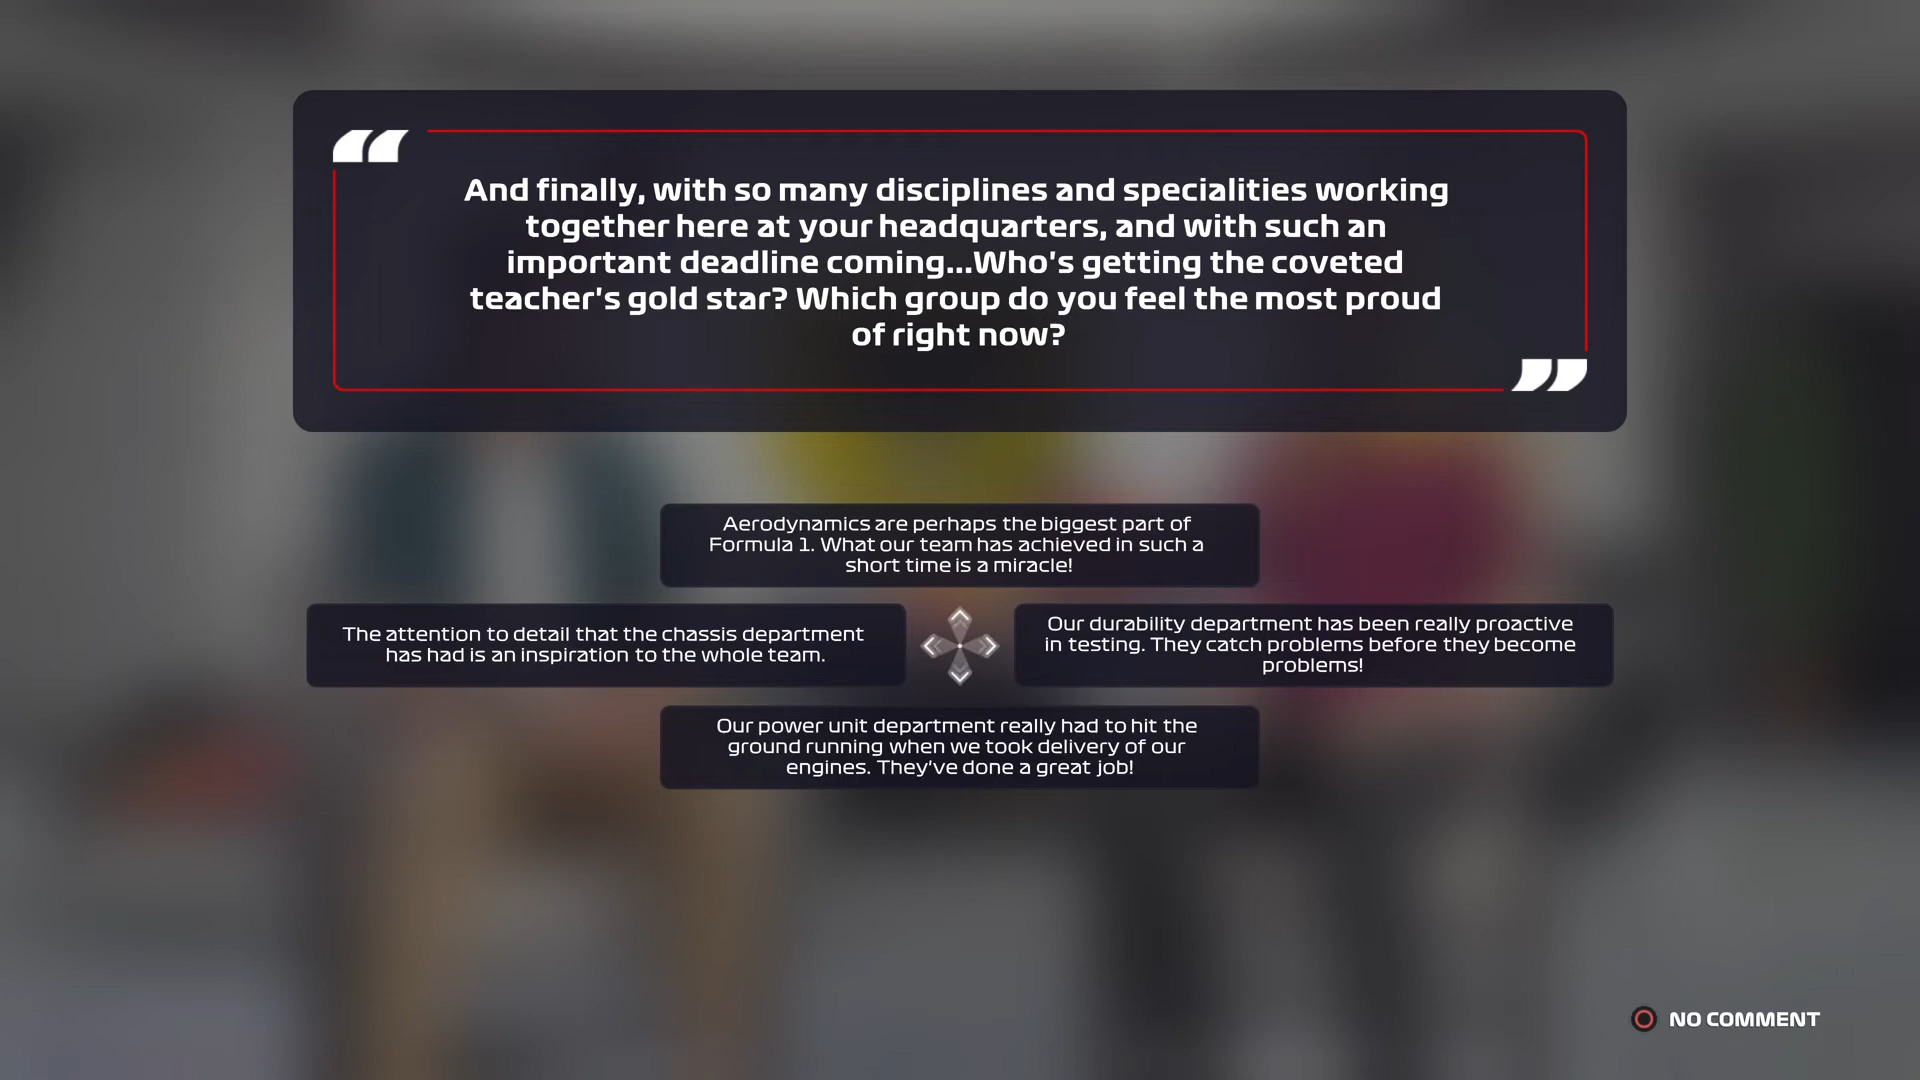 And finally, with so many disciplines and specialities working
together here at your headquarters, and with such an
important deadline coming...Who's getting the coveted
teacher's gold star? Which group do you feel the most proud
of right now?
Aerodynamics are perhaps the biggest part of
Formula 1. What our team has achieved in such a
short time is a miracle!
The attention to detail that the chassis department
has had is an inspiration to the whole team.
Our durability department has been really proactive
in testing. They catch problems before they become
problems!
Our power unit department really had to hit the
ground running when we took delivery of our
engines. They've done a great job!
NO COMMENT